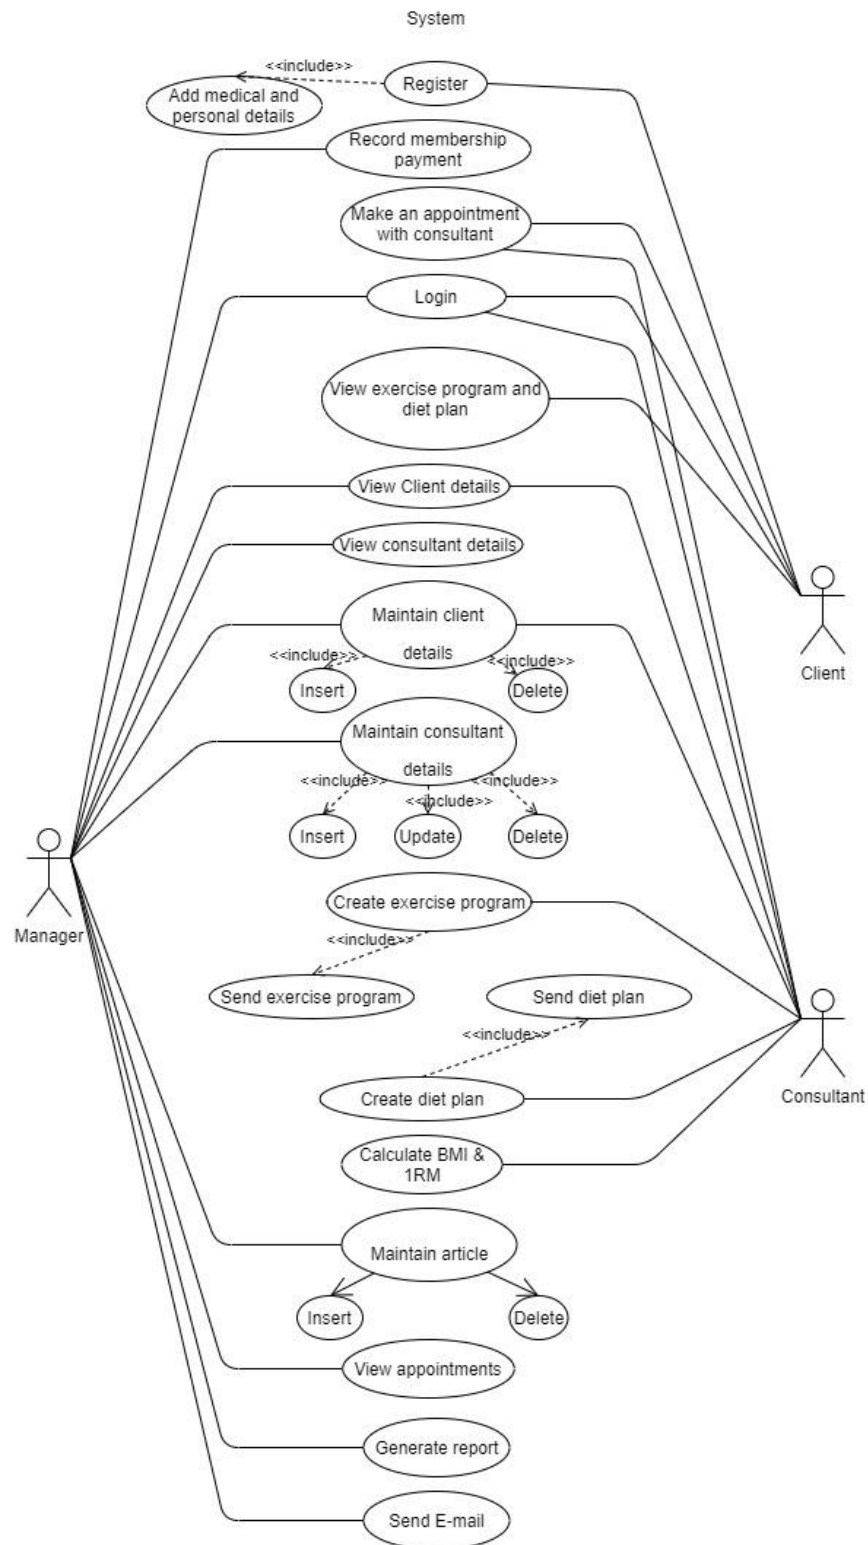 System
<<include>>
Register
Add medical and
personal details
Record membership
payment
Make an appointment
with consultant
Login
View exercise program and
diet plan
View Client details
View consultant details
Maintain client
details
<<include>>
<<include>>
Insert
Delete
Client
Maintain consultant
details
<<include>>
<<include>>
<<include>>
Insert
Update
Delete
Manager
Create exercise program
<<include>>
Send exercise program
Send diet plan
<<include>>
Create diet plan
Consultant
Calculate BMI &
1RM
Maintain article
Insert
Delete
View appointments
Generate report
Send E-mail